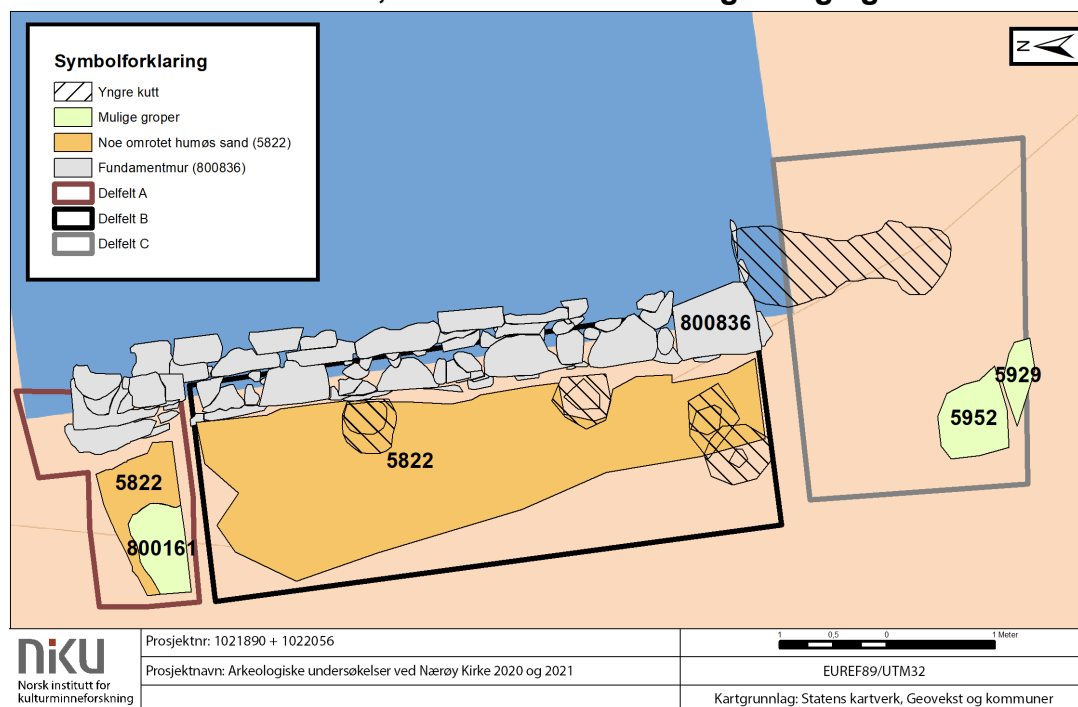 Symbolforklaring
Yngre kutt
Mulige groper
Noe omrotet humøs sand (5822)
Fundamentmur (800836)
Delfelt A
Delfelt B
Delfelt C
N
800836
5929
5952
5822
5822
800161
niku
Norsk institutt for
kulturminneforskning
Prosjektnr: 1021890 + 1022056
Prosjektnavn: Arkeologiske undersøkelser ved Nærøy Kirke 2020 og 2021
1 0,5 0 1 Meter
EUREF89/UTM32
Kartgrunnlag: Statens kartverk, Geovekst og kommuner